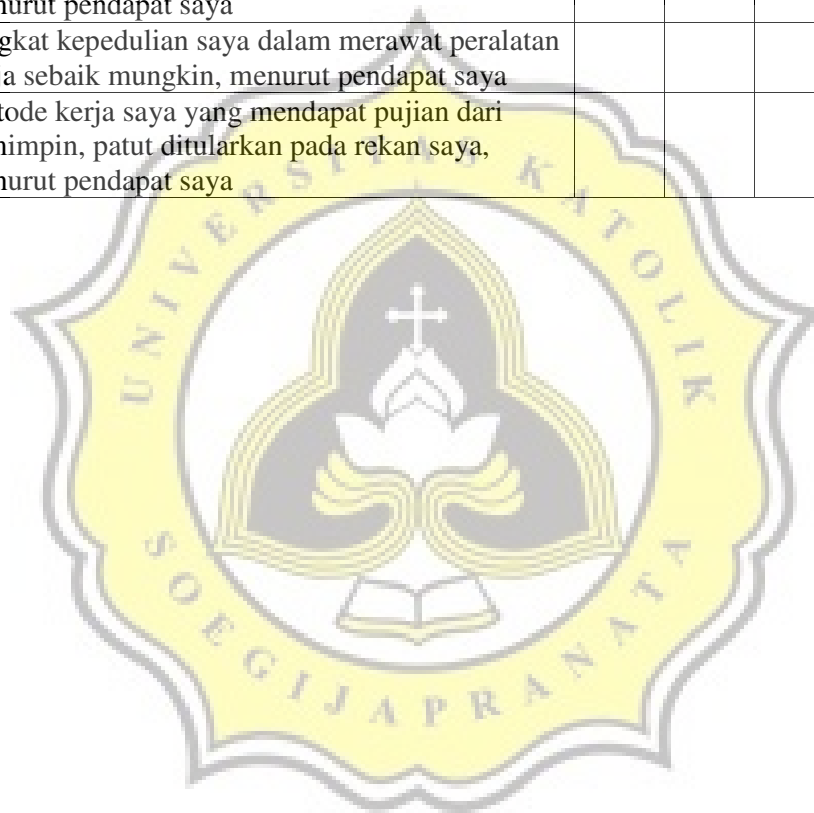 nurut pendapat saya
gkat kepedulian saya dalam merawat peralatan
ja sebaik mungkin, menurut pendapat saya
tode kerja saya yang mendapat pujian dari
nimpin, patut ditularkan pada rekan saya,
nurut pendapat saya
UNIVERSITAS KATOLIK
SOEGIJAPRANATA